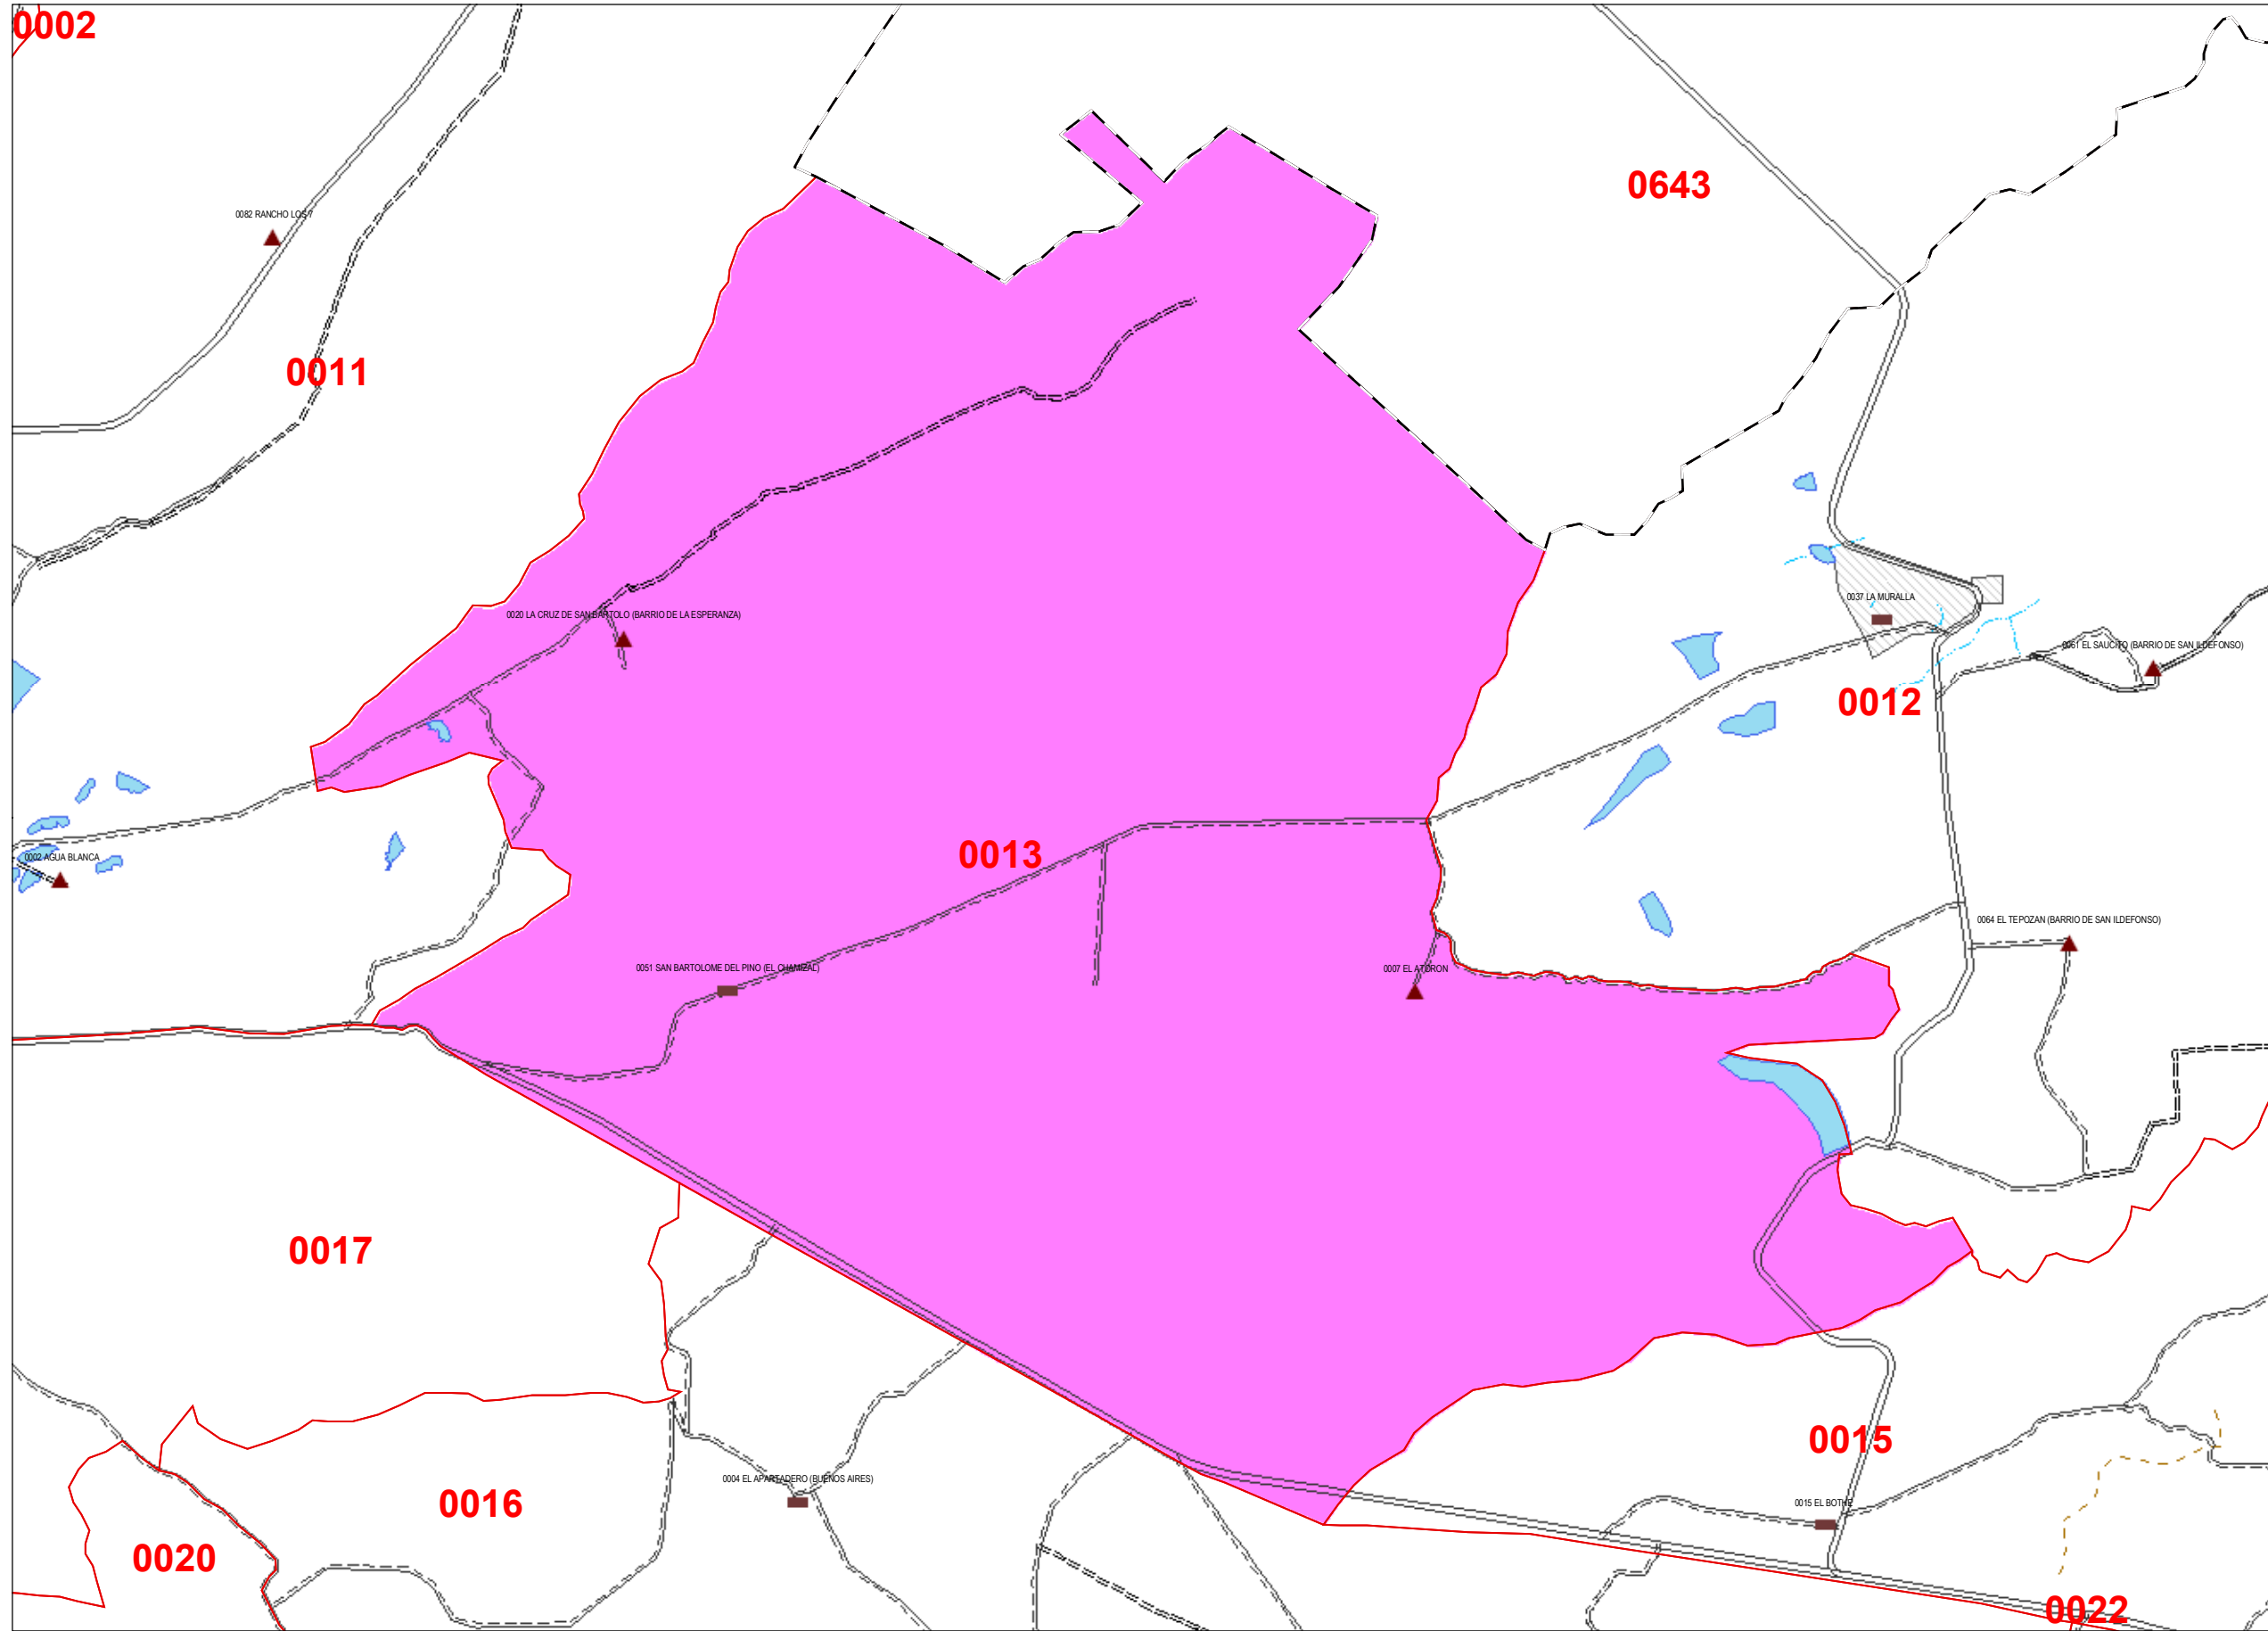 0002
0643
0082 RANCHO LOS 7
0011
0037 LA MURALLA
0020 LA CRUZ DE SAN BARTOLO (BARRIO DE LA ESPERANZA)
0061 EL SAUCITO (BARRIO DE SAN ILDEFONSO)
0012
0013
0002 AGUA BLANCA
0064 EL TEPOZAN (BARRIO DE SAN ILDEFONSO)
0051 SAN BARTOLOME DEL PINO (EL CHAMIZAL)
0007 EL ATORON
0017
0015
0004 EL APARTADERO (BUENOS AIRES)
0016
0015 EL BOTHE
0020
0022